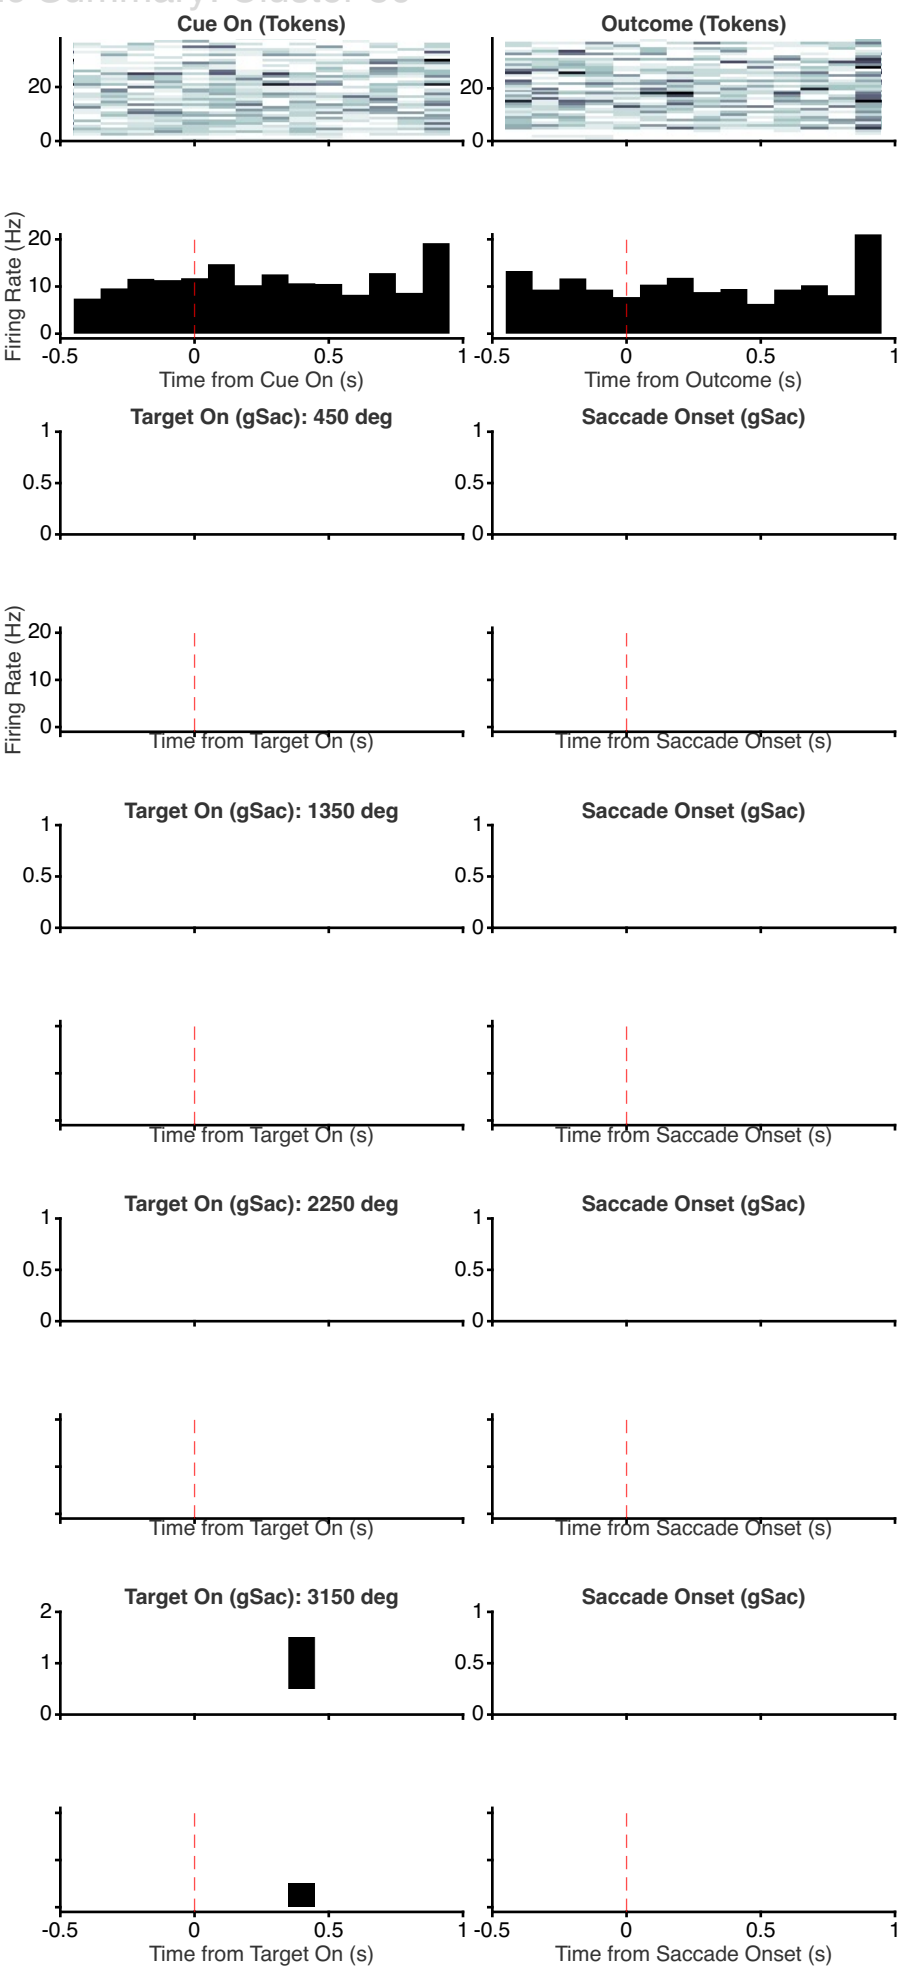 Summary: Cluster
Cue On (Tokens) Outcome (Tokens)
20 20
0 0
Firing Rate (Hz)
20
10
0
-0.5 0 0.5 1 -0.5 0 0.5 1
Time from Cue On (s) Time from Outcome (s)
Target On (gSac): 450 deg Saccade Onset (gSac)
1 1
0.5 0.5
0 0
Firing Rate (Hz)
20
10
0
Time from Target On (s) Time from Saccade Onset (s)
Target On (gSac): 1350 deg Saccade Onset (gSac)
1 1
0.5 0.5
0 0
Time from Target On (s) Time from Saccade Onset (s)
Target On (gSac): 2250 deg Saccade Onset (gSac)
1 1
0.5 0.5
0 0
Time from Target On (s) Time from Saccade Onset (s)
Target On (gSac): 3150 deg Saccade Onset (gSac)
2 1
1 0.5
0 0
-0.5 0 0.5 1 -0.5 0 0.5 1
Time from Target On (s) Time from Saccade Onset (s)